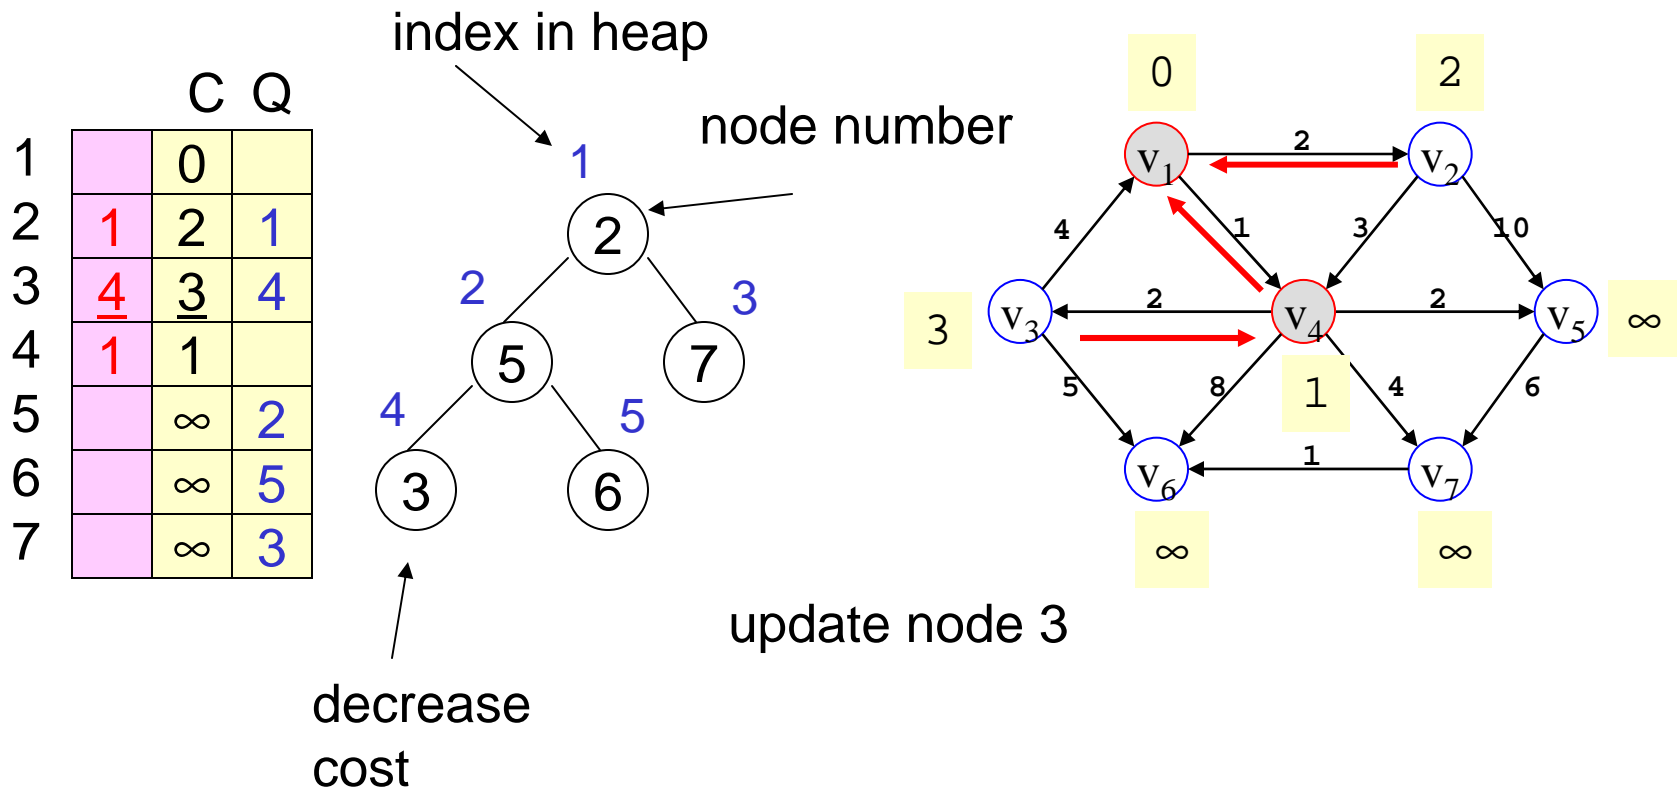 index in heap
C Q
node number
1 0
2 1 2 1
3 4 3 4
4 1 1
5 ∞ 2
6 ∞ 5
7 ∞ 3
1
2
2 3
5 7
4 5
3 6
decrease
cost
update node 3
0 2
v1 2 v2
4 1 3 10
3 v3 2 v4 2 v5 ∞
5 8 1 4 6
v6 1 v7
∞ ∞